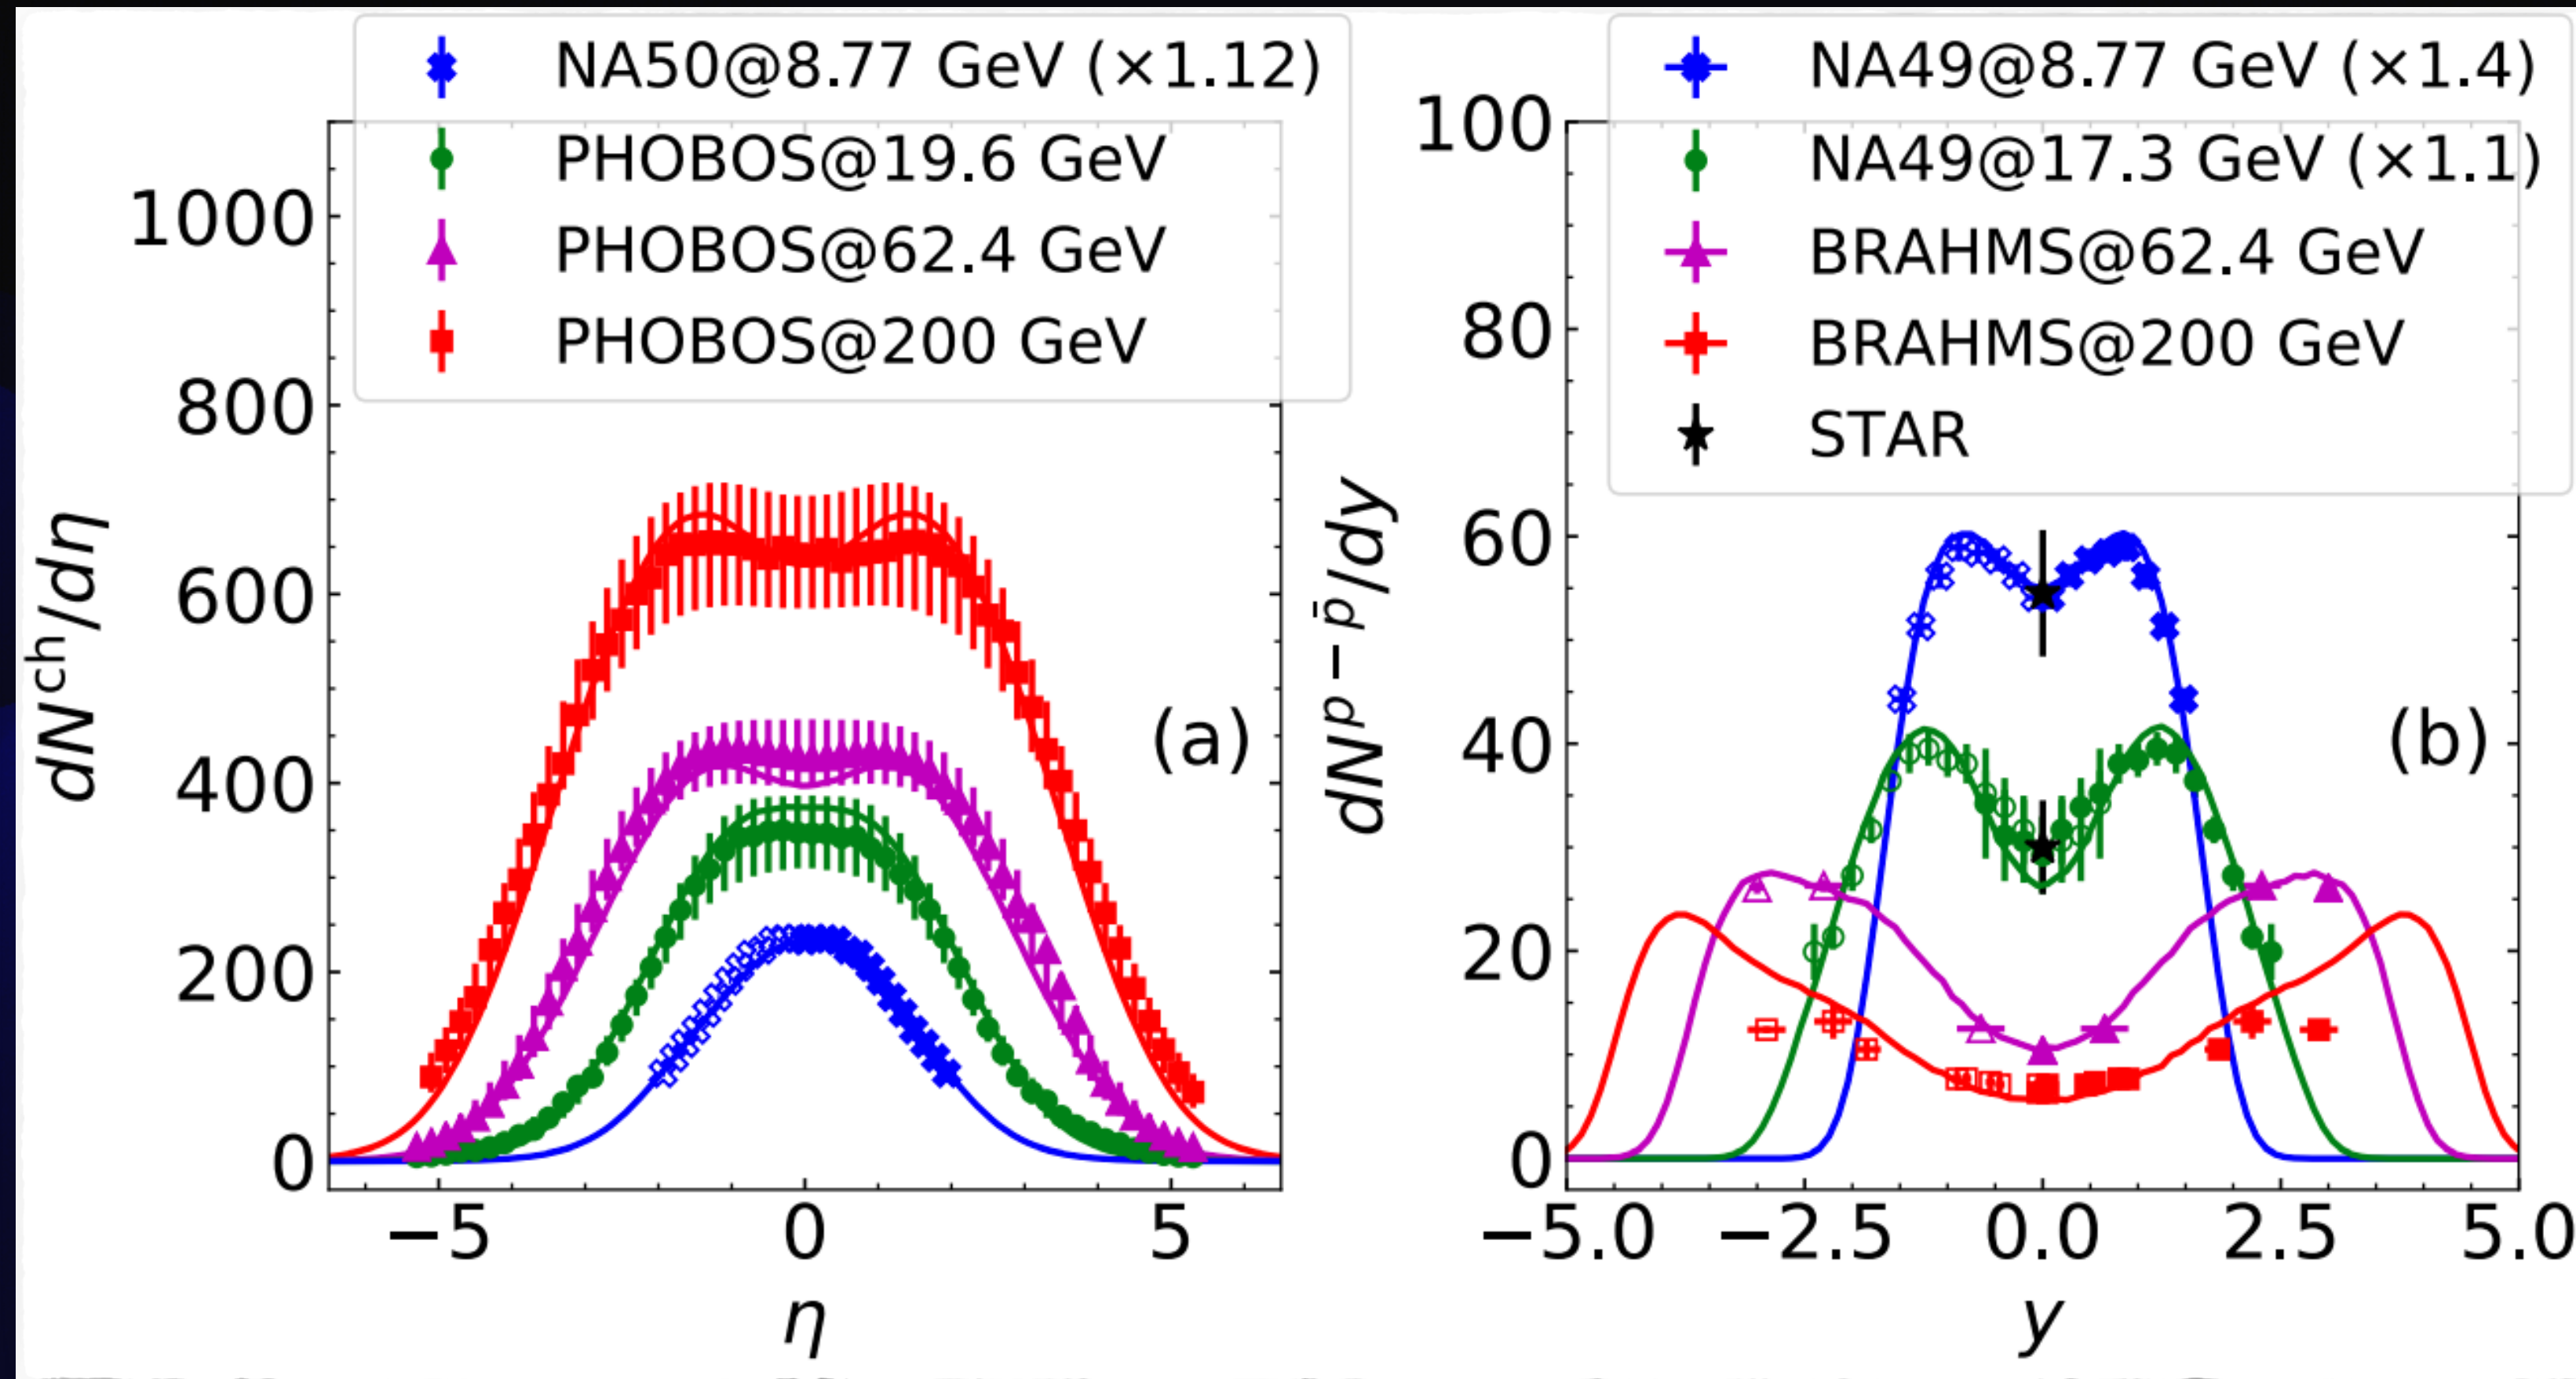 NA50@8.77 GeV (×1.12)
PHOBOS@19.6 GeV
PHOBOS@62.4 GeV
PHOBOS@200 GeV
1000
800
600
400
200
0
dN^ch/dη
(a)
−5 0 5
η
NA49@8.77 GeV (×1.4)
NA49@17.3 GeV (×1.1)
BRAHMS@62.4 GeV
BRAHMS@200 GeV
STAR
100
80
60
40
20
0
dN^{p−p̄}/dy
(b)
−5.0 −2.5 0.0 2.5 5.0
y